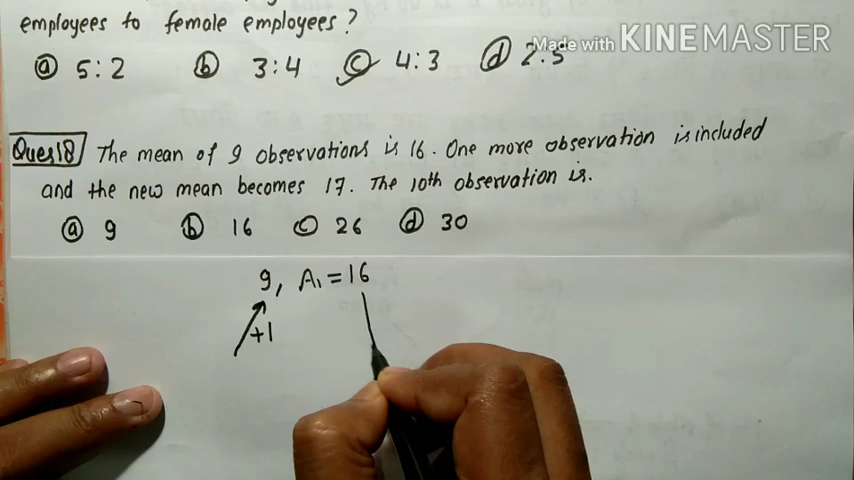 employees to female employees?
ⓐ 5:2 ⓑ 3:4 ⓒ 4:3 ⓓ 2:5
Made with KINEMASTER
Ques18 The mean of 9 observations is 16. One more observation is included
and the new mean becomes 17. The 10th observation is.
ⓐ 9 ⓑ 16 ⓒ 26 ⓓ 30
9, A₁ = 16
+1